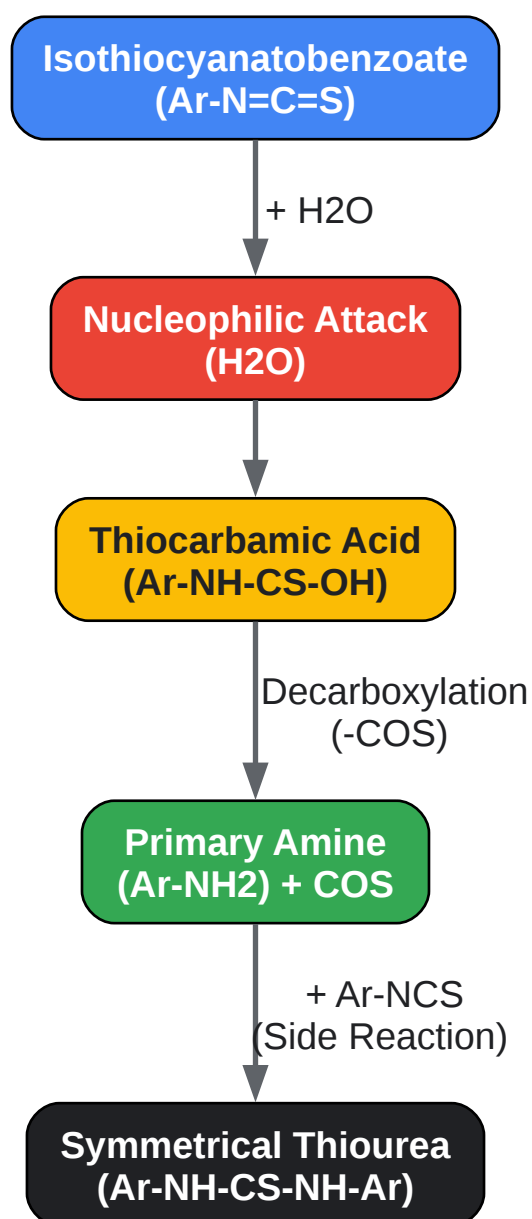 Isothiocyanatobenzoate
(Ar-N=C=S)
+ H2O
Nucleophilic Attack
(H2O)
Thiocarbamic Acid
(Ar-NH-CS-OH)
Decarboxylation
(-COS)
Primary Amine
(Ar-NH2) + COS
+ Ar-NCS
(Side Reaction)
Symmetrical Thiourea
(Ar-NH-CS-NH-Ar)